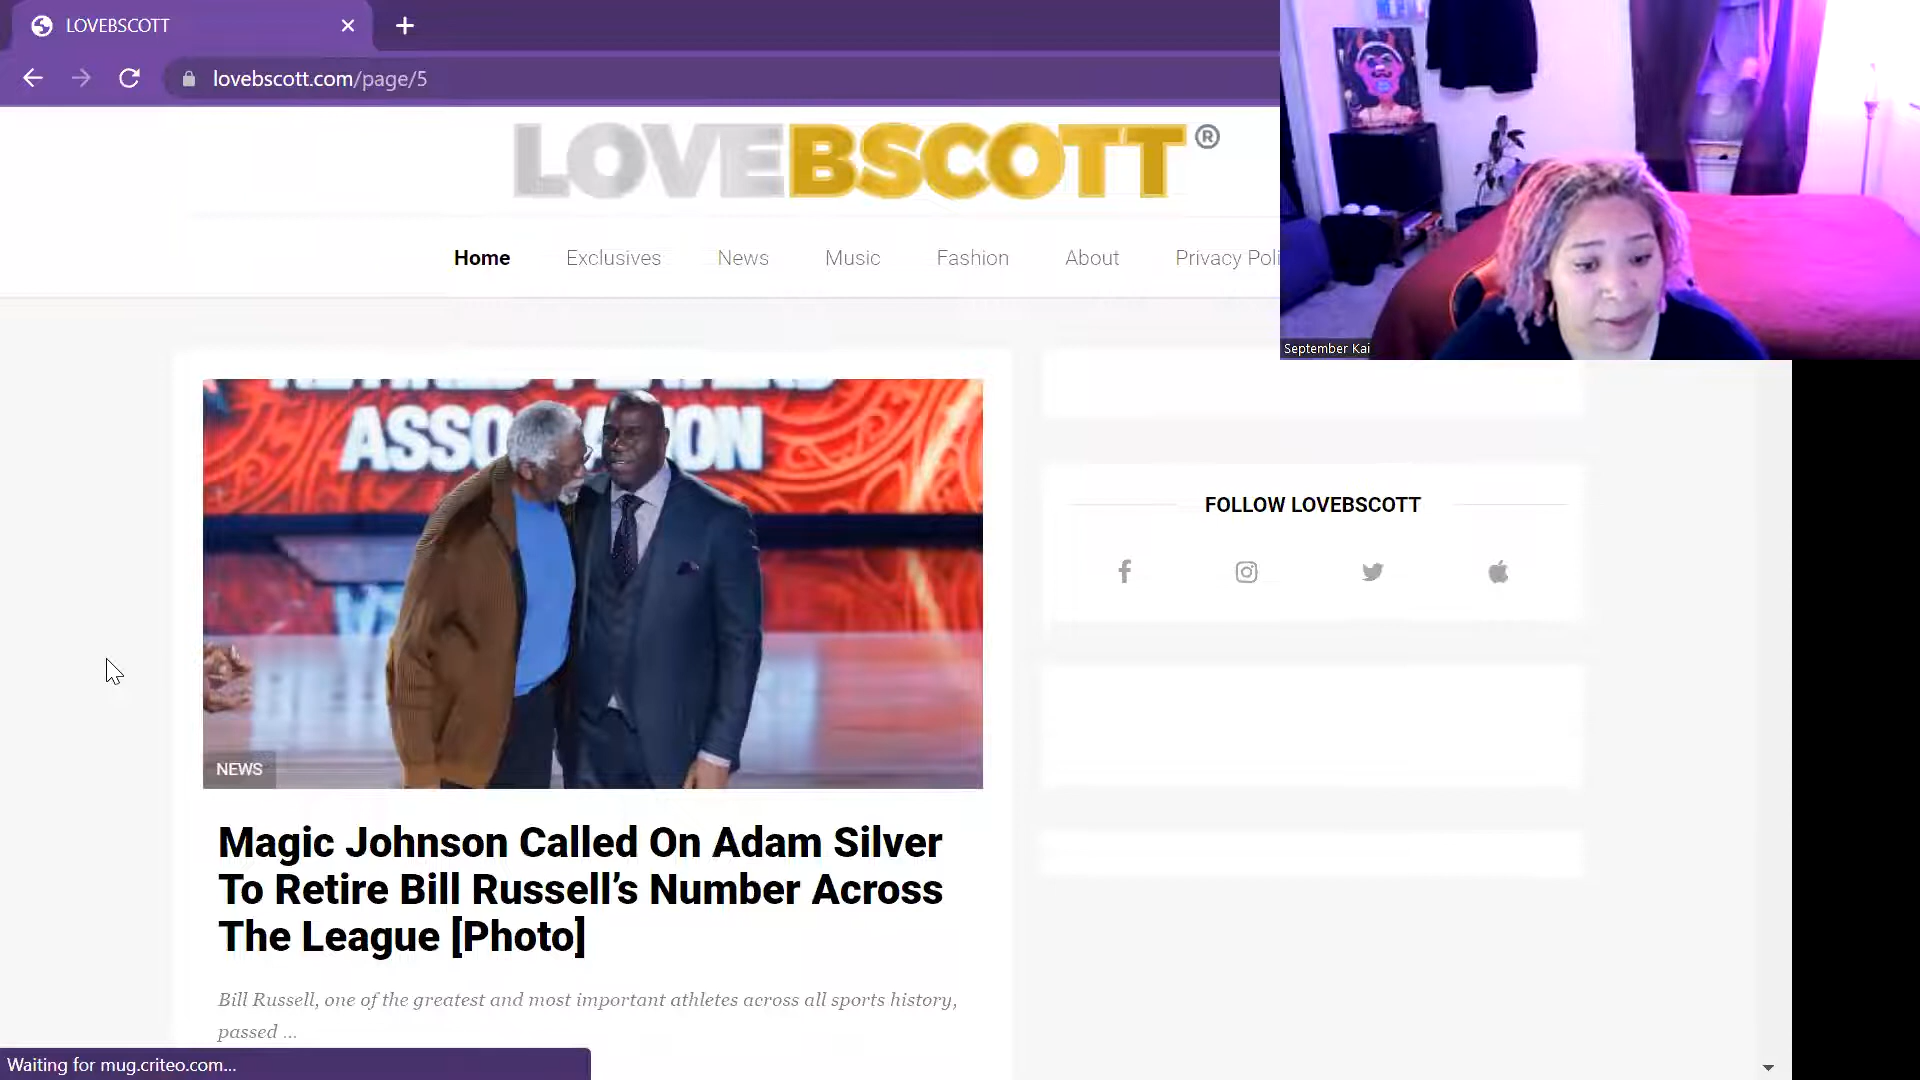 LOVEBSCOTT
lovebscott.com/page/5
LOVEBSCOTT®
Home Exclusives News Music Fashion About Privacy Poli
September Kai
ASSO ION
FOLLOW LOVEBSCOTT
NEWS
Magic Johnson Called On Adam Silver
To Retire Bill Russell’s Number Across
The League [Photo]
Bill Russell, one of the greatest and most important athletes across all sports history,
passed ...
Waiting for mug.criteo.com...